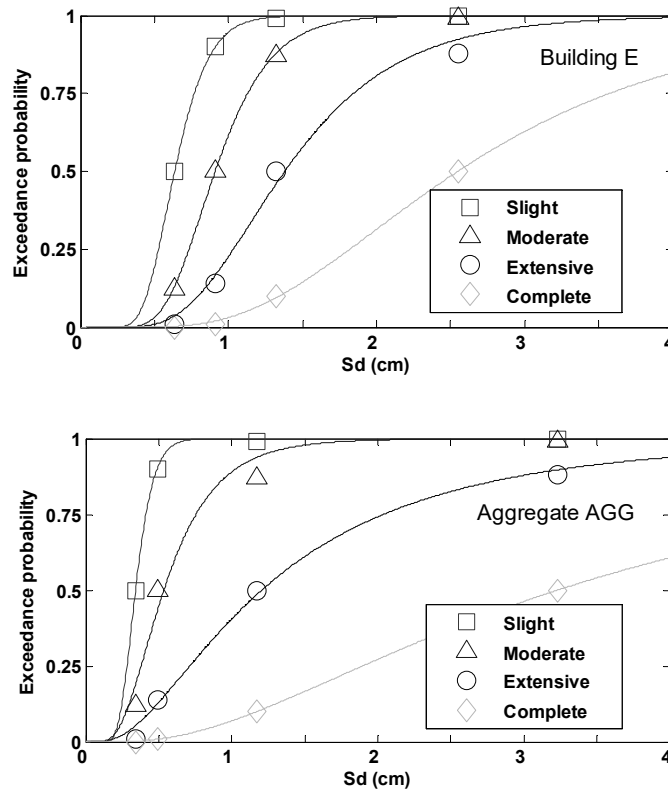 1
Building E
0.75
Exceedance probability
0.5
Slight
Moderate
0.25
Extensive
Complete
0
0 1 2 3 4
Sd (cm)
1
Aggregate AGG
0.75
Exceedance probability
0.5
Slight
Moderate
0.25
Extensive
Complete
0
0 1 2 3 4
Sd (cm)